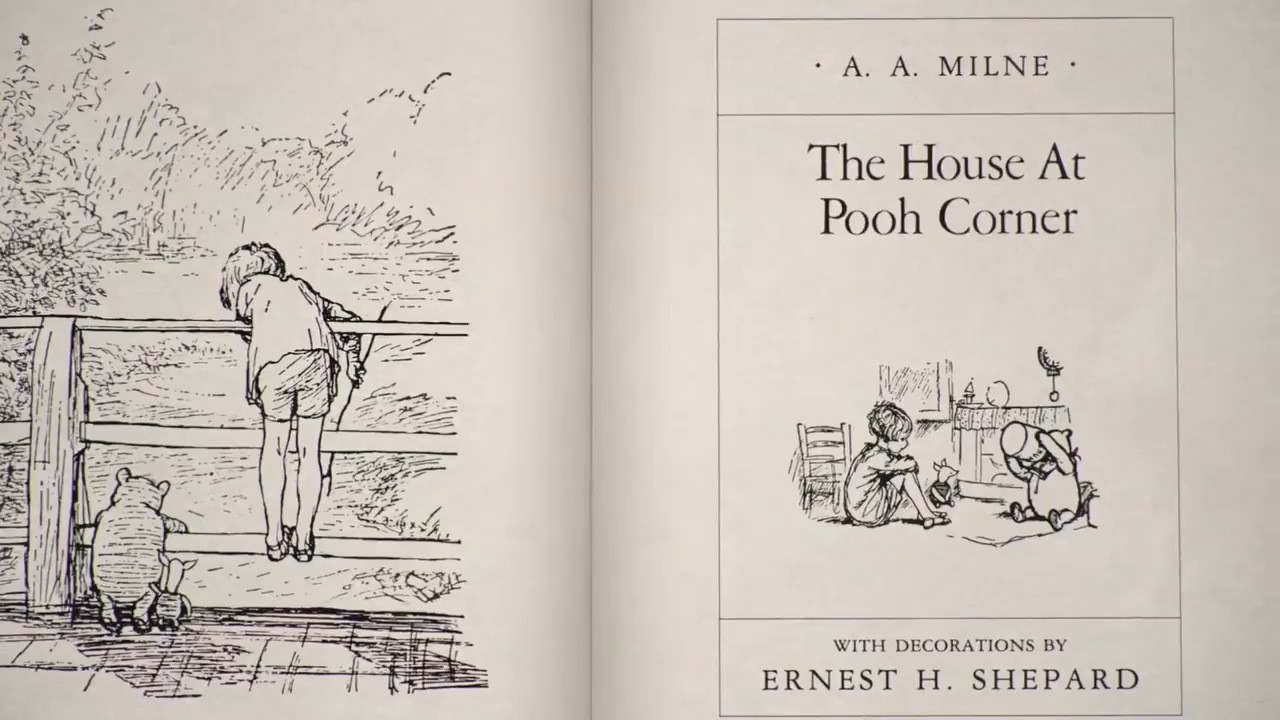 · A. A. MILNE ·
The House At
Pooh Corner
WITH DECORATIONS BY
ERNEST H. SHEPARD